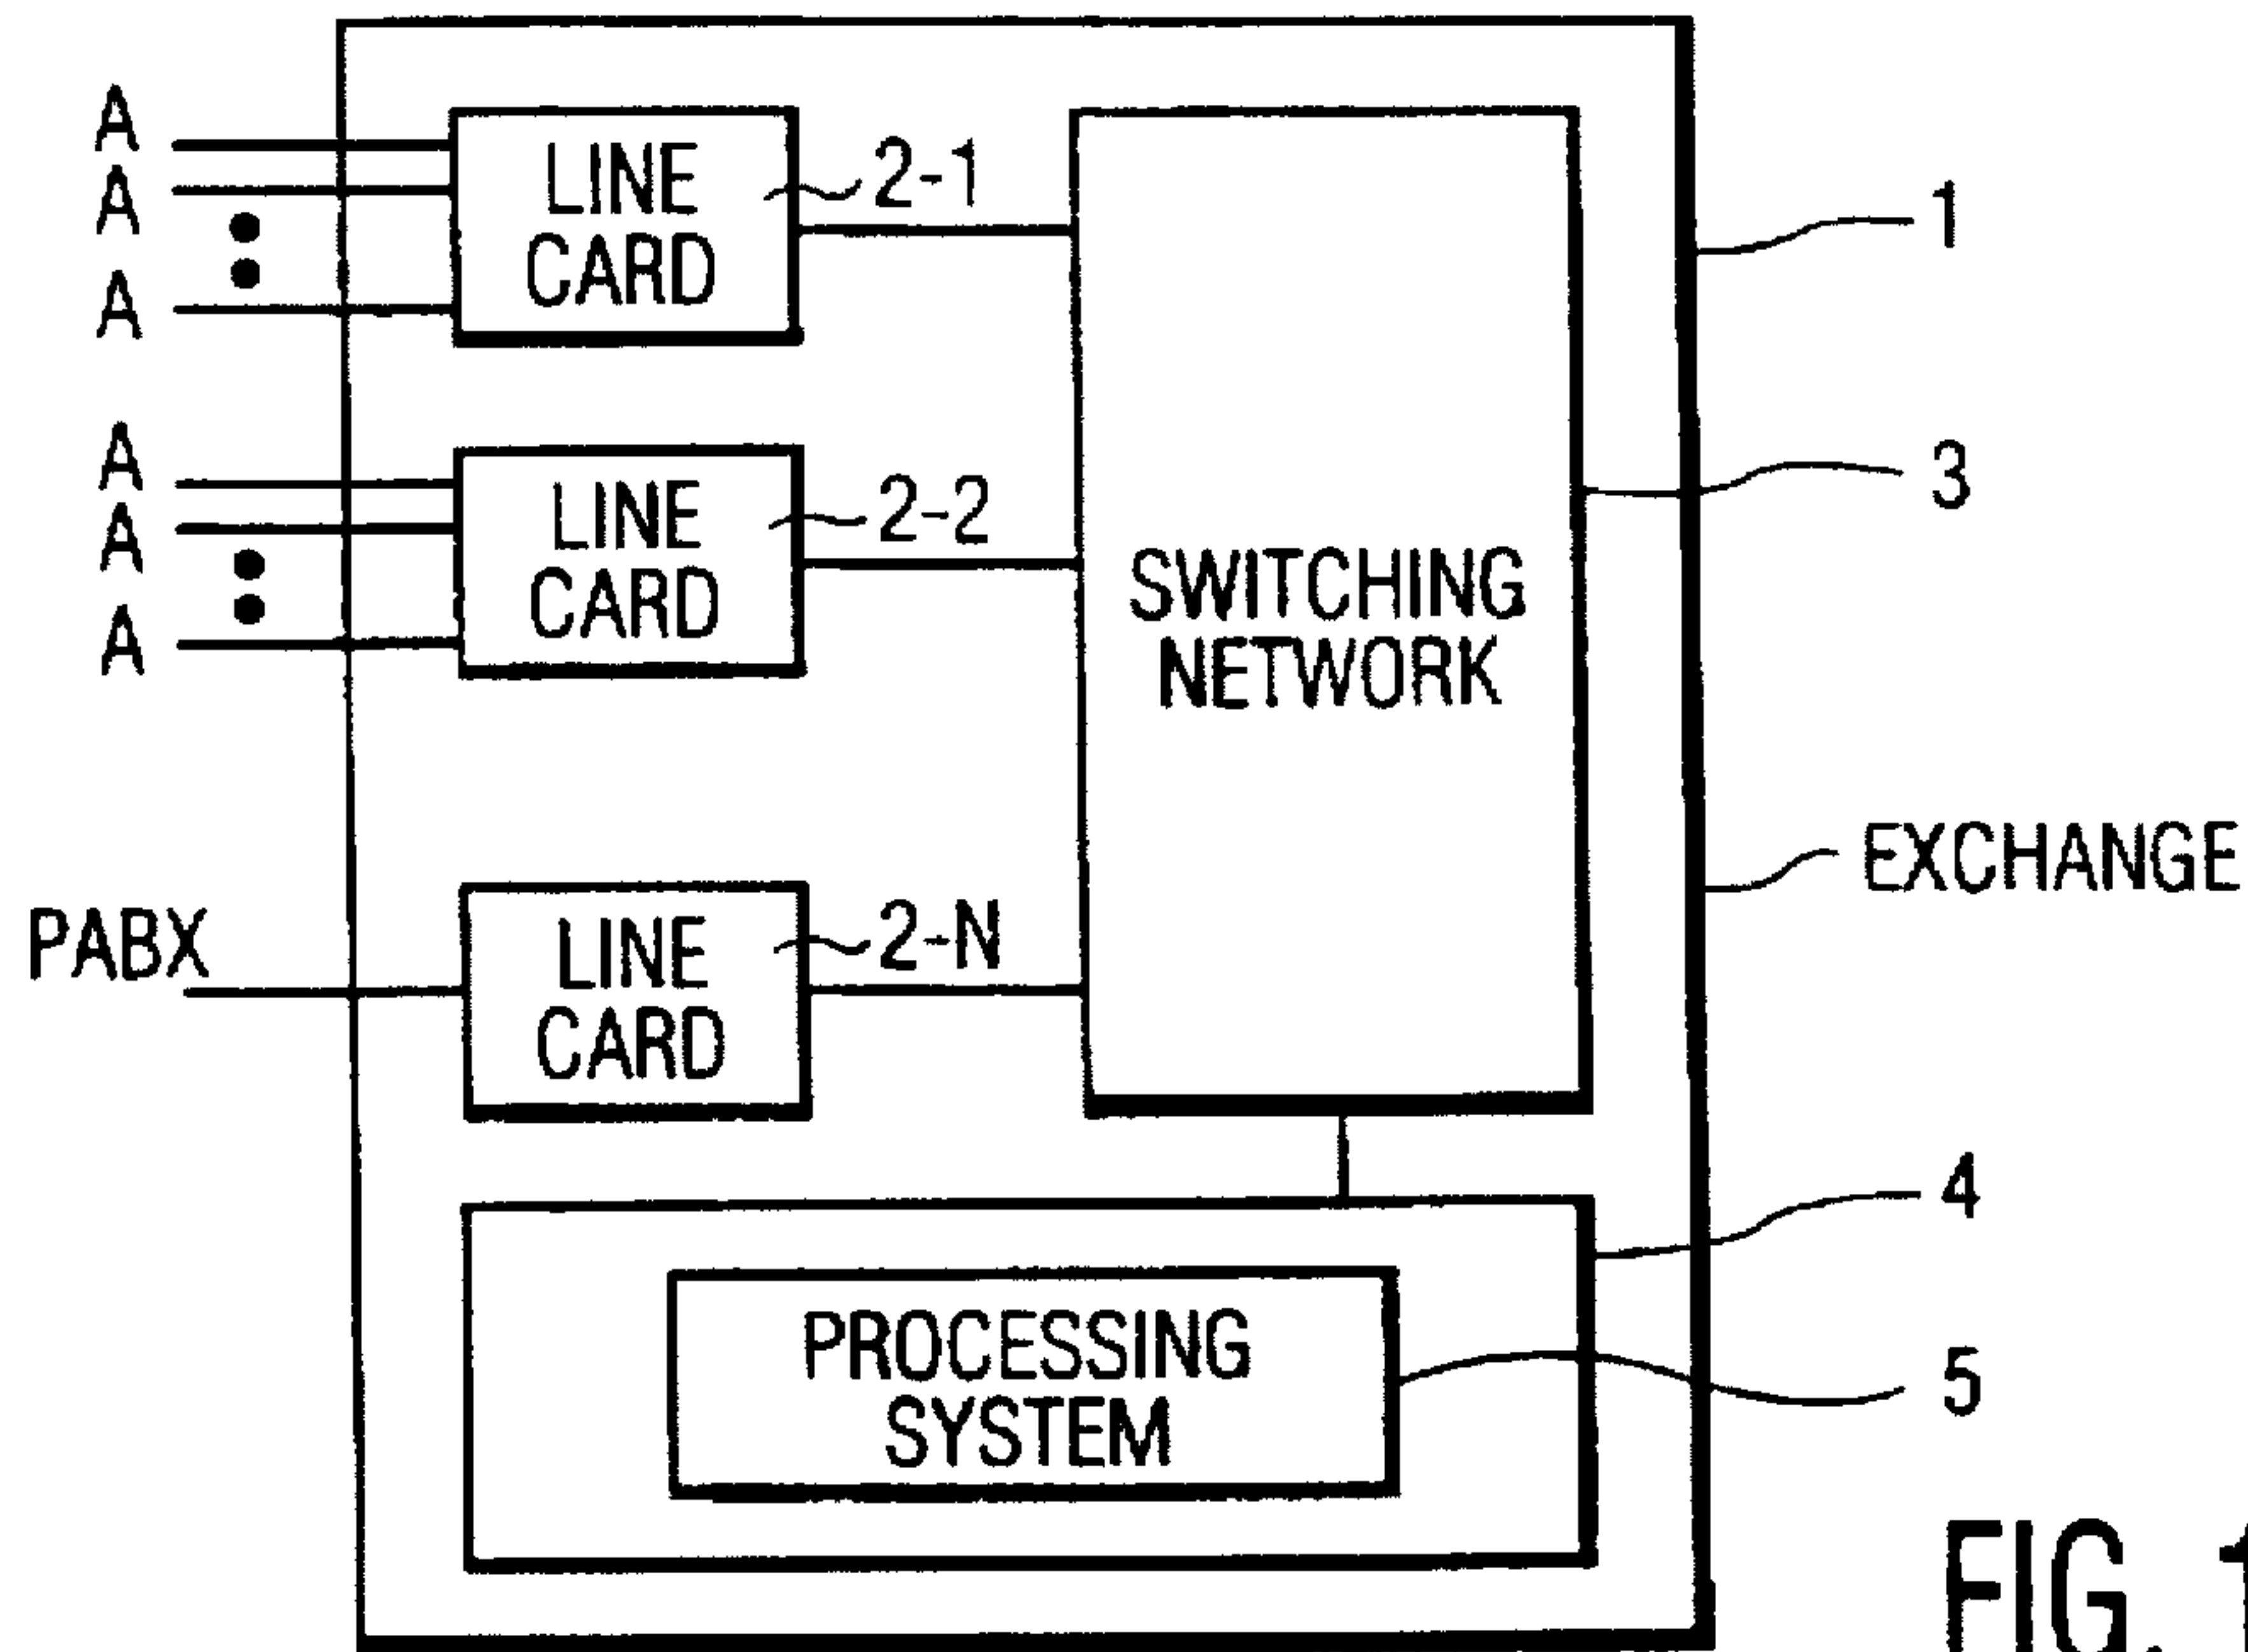 A
A
A
LINE
CARD
2-1
1
A
A
A
LINE
CARD
2-2
3
SWITCHING
NETWORK
EXCHANGE
PABX
LINE
CARD
2-N
4
PROCESSING
SYSTEM
5
FIG. 1